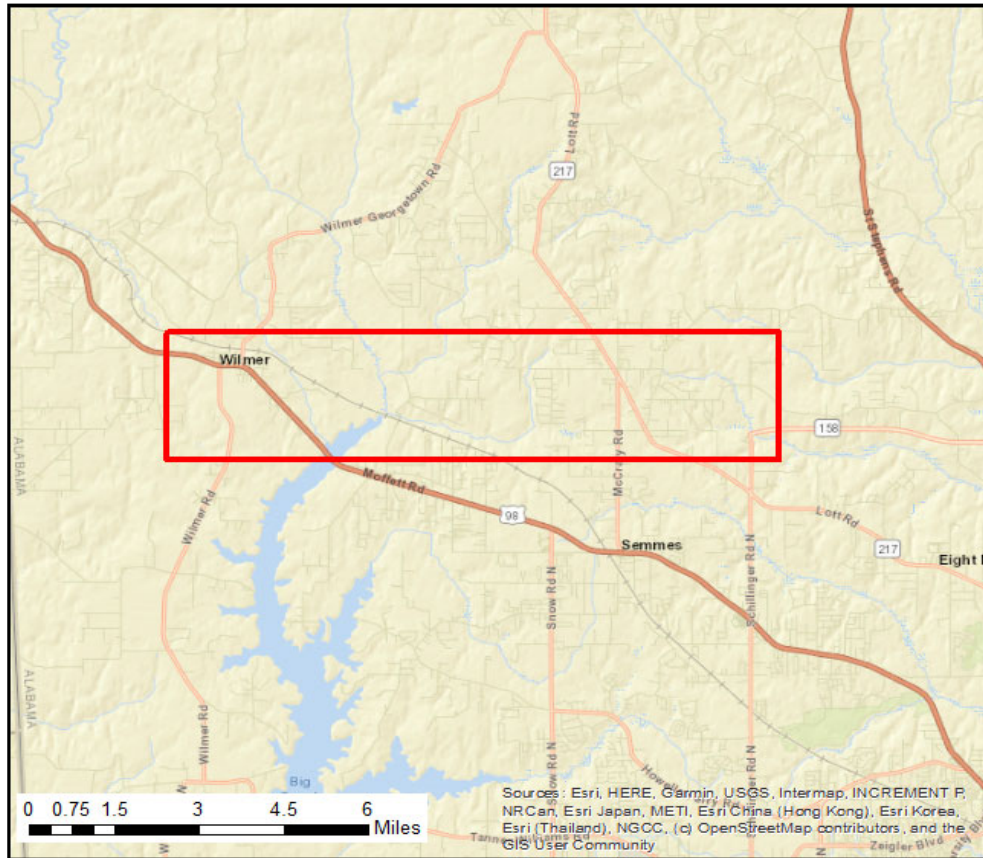 Lott Rd
217
Wilmer Georgetown Rd
St Stephens Rd
Wilmer
158
McCrary Rd
ALABAMA
Moffett Rd
Wilmer Rd
98
Lott Rd
217
Semmes
Eight
Snow Rd N
Schillinger Rd N
ALABAMA
Wilmer Rd
Snow Rd N
Big
N
W
N
0 0.75 1.5 3 4.5 6
Miles
Sources: Esri, HERE, Garmin, USGS, Intermap, INCREMENT P,
NRCan, Esri Japan, METI, Esri China (Hong Kong), Esri Korea,
Esri (Thailand), NGCC, (c) OpenStreetMap contributors, and the
GIS User Community
Zeigler Blvd